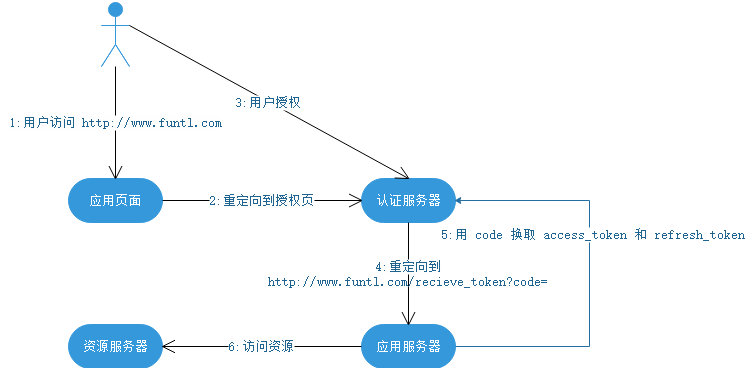 3:用户授权
1:用户访问 http://www.funtl.com
应用页面
2:重定向到授权页
认证服务器
5:用 code 换取 access_token 和 refresh_token
4:重定向到
http://www.funtl.com/recieve_token?code=
资源服务器
6:访问资源
应用服务器